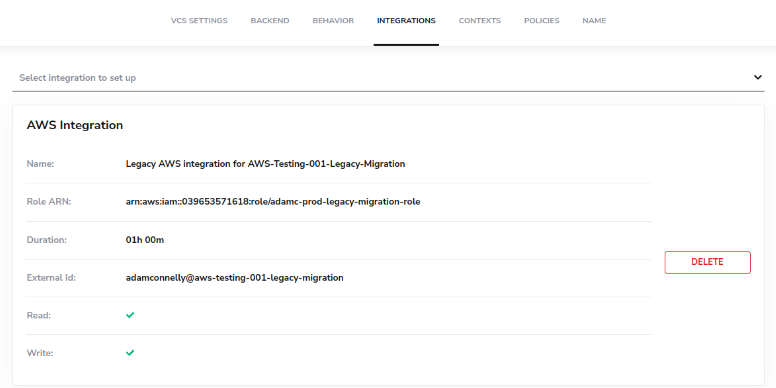 VCS SETTINGS BACKEND BEHAVIOR INTEGRATIONS CONTEXTS POLICIES NAME
Select integration to set up
AWS Integration
Name: Legacy AWS integration for AWS-Testing-001-Legacy-Migration
Role ARN: arn:aws:iam::039653571618:role/adamc-prod-legacy-migration-role
Duration: 01h 00m
External Id: adamconnelly@aws-testing-001-legacy-migration
DELETE
Read:
Write: